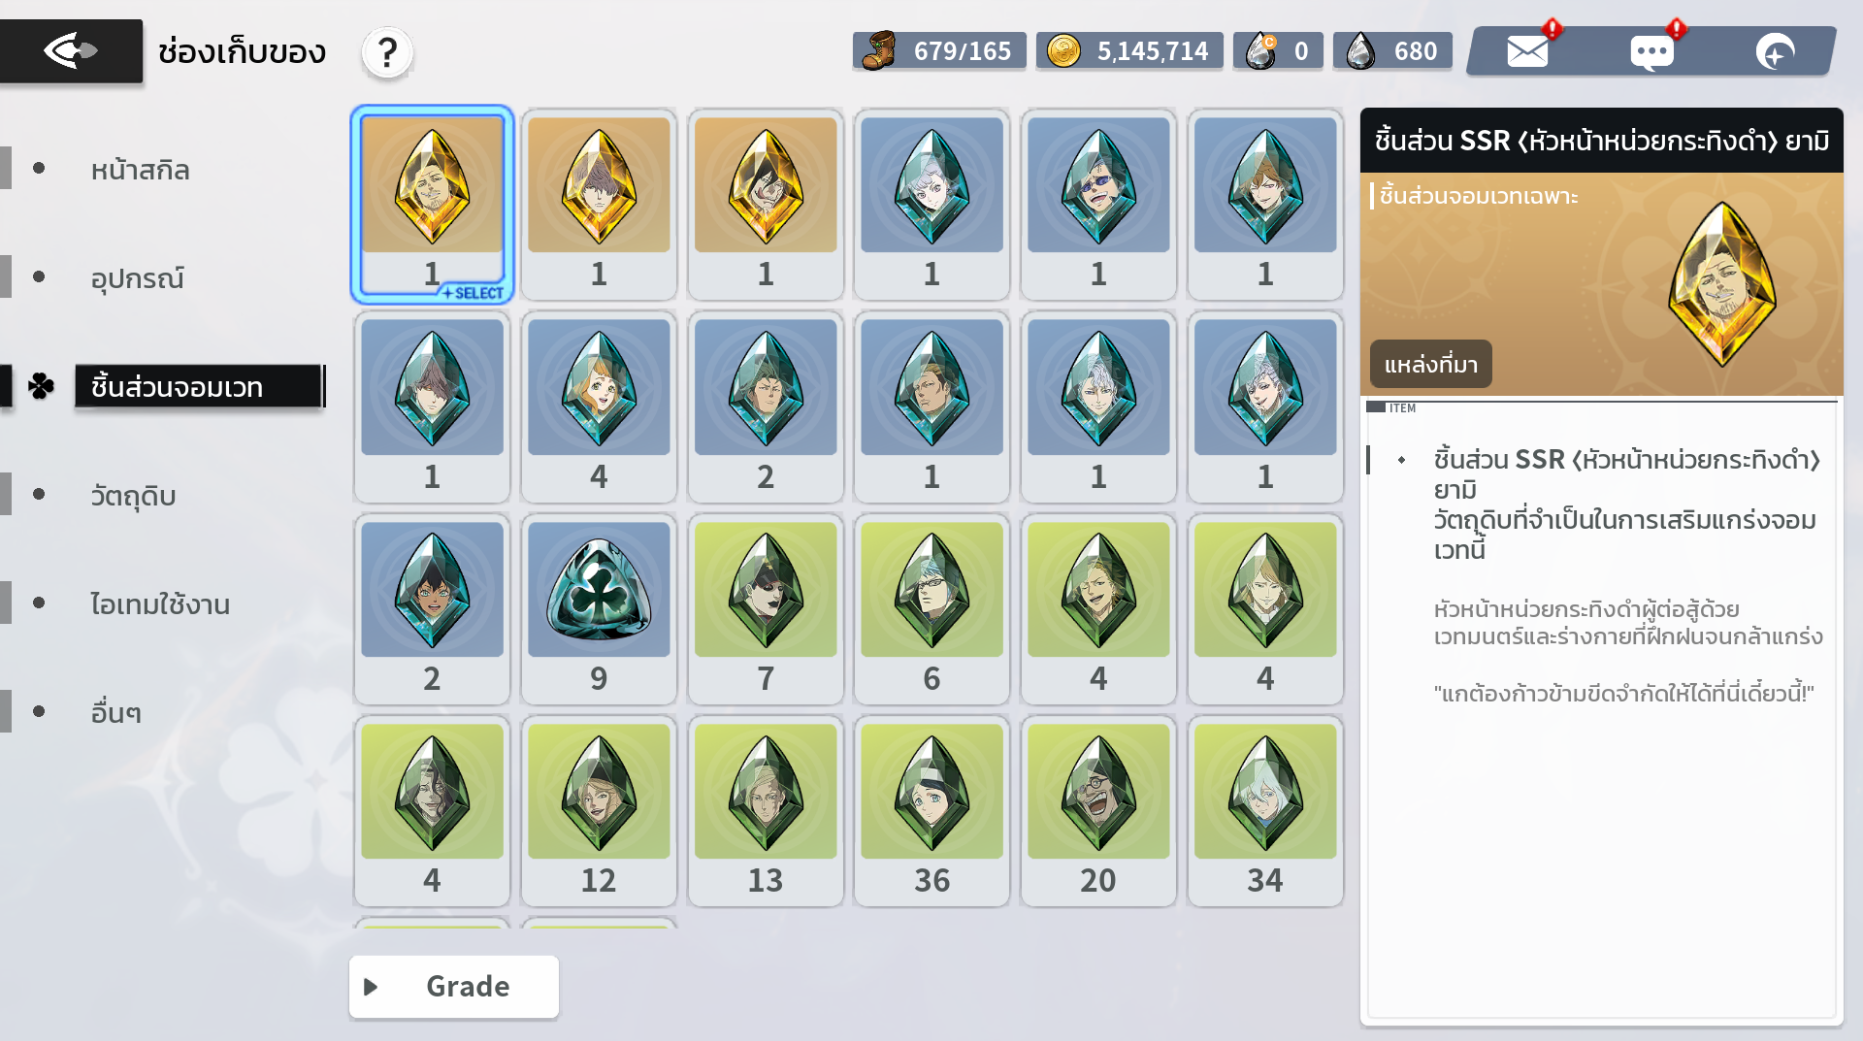 ช่องเก็บของ
?
679/165
5,145,714
0
680
หน้าสกิล
อุปกรณ์
ชิ้นส่วนจอมเวท
วัตถุดิบ
ไอเทมใช้งาน
อื่นๆ
1
SELECT
1
1
1
1
1
1
4
2
1
1
1
2
9
7
6
4
4
4
12
13
36
20
34
Grade
ชิ้นส่วน SSR ⟨หัวหน้าหน่วยกระทิงดำ⟩ ยามิ
ชิ้นส่วนจอมเวทเฉพาะ
แหล่งที่มา
ITEM
ชิ้นส่วน SSR ⟨หัวหน้าหน่วยกระทิงดำ⟩
ยามิ
วัตถุดิบที่จำเป็นในการเสริมแกร่งจอม
เวทนี้
หัวหน้าหน่วยกระทิงดำผู้ต่อสู้ด้วย
เวทมนตร์และร่างกายที่ฝึกฝนจนกล้าแกร่ง
"แกต้องก้าวข้ามขีดจำกัดให้ได้ที่นี่เดี๋ยวนี้!"